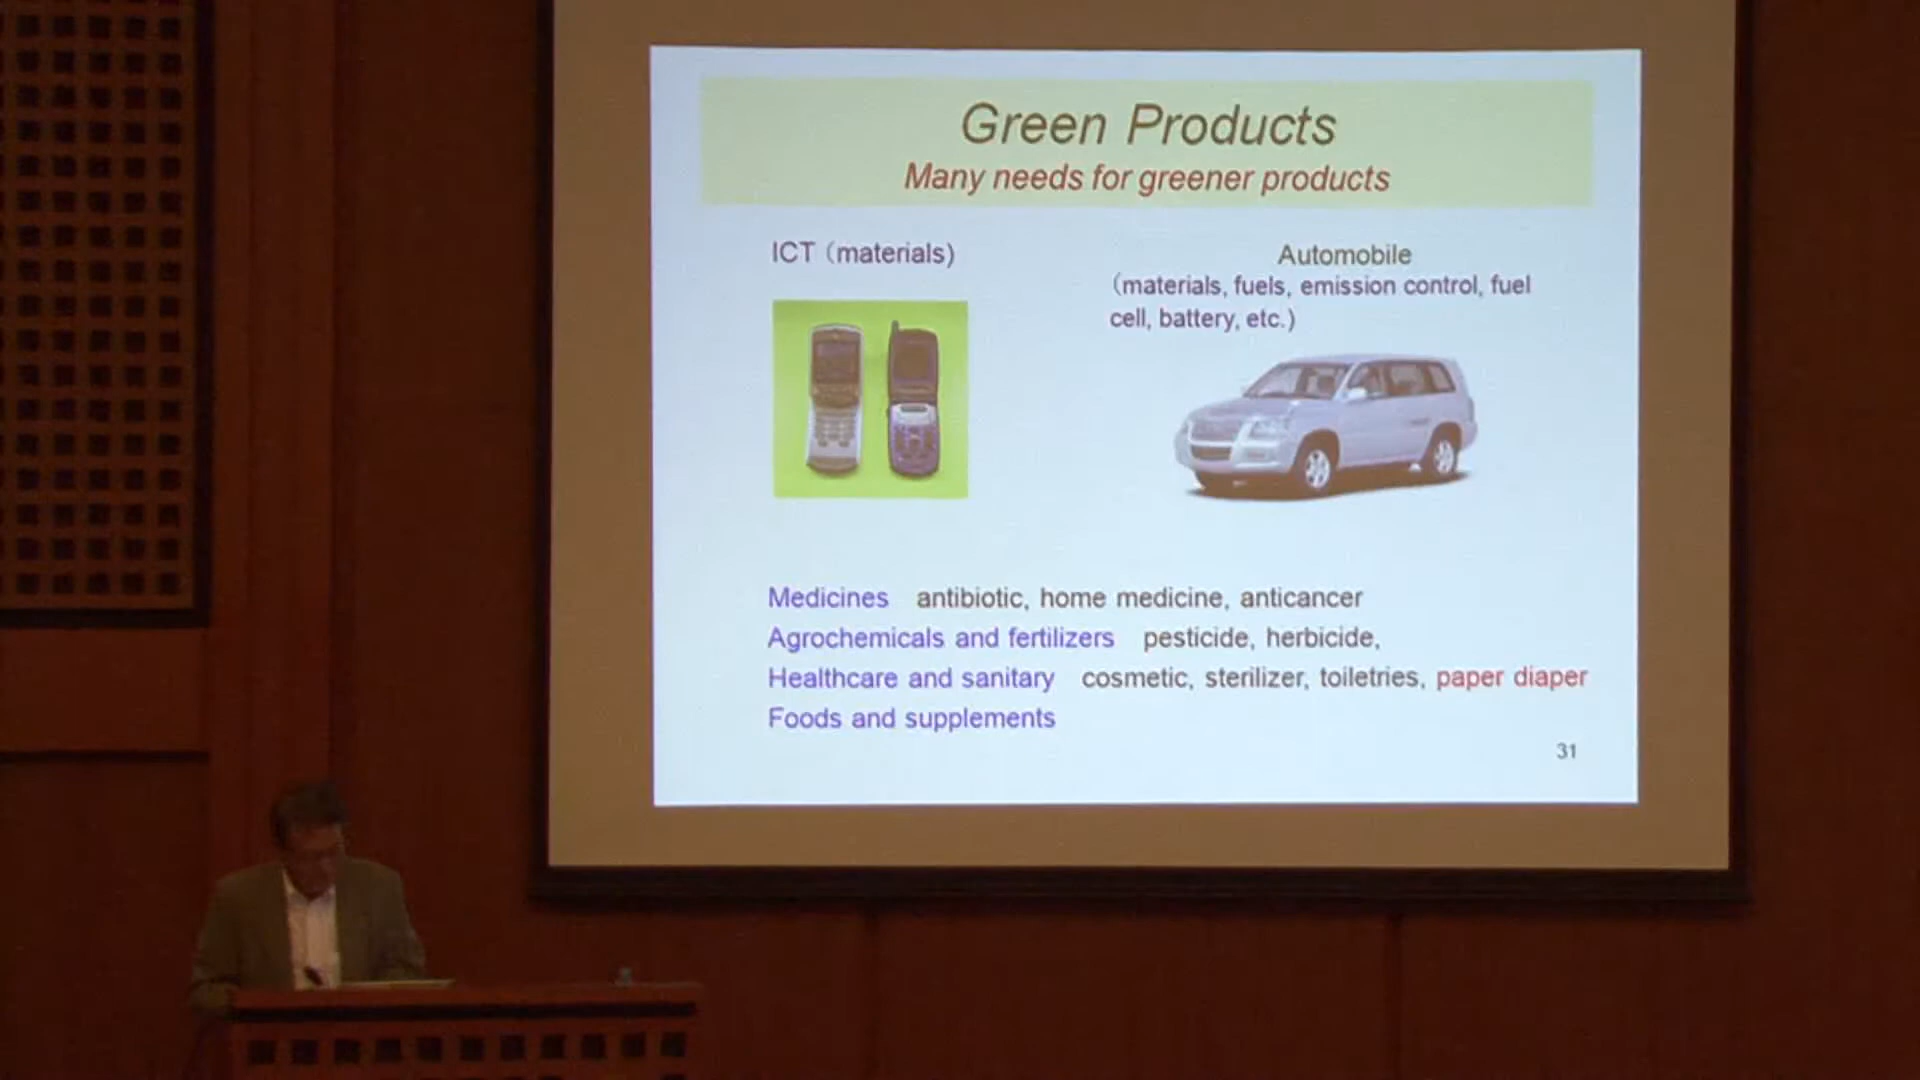 Green Products
Many needs for greener products
ICT（materials）
Automobile
（materials, fuels, emission control, fuel
cell, battery, etc.）
Medicines antibiotic, home medicine, anticancer
Agrochemicals and fertilizers pesticide, herbicide,
Healthcare and sanitary cosmetic, sterilizer, toiletries, paper diaper
Foods and supplements
31